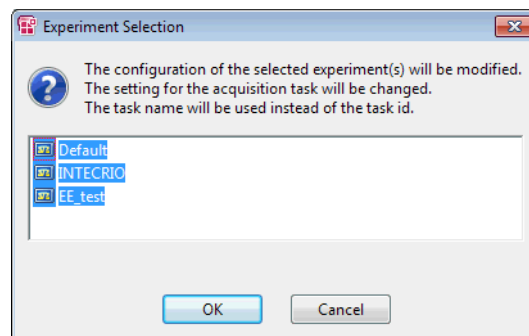 Experiment Selection
The configuration of the selected experiment(s) will be modified.
The setting for the acquisition task will be changed.
The task name will be used instead of the task id.
Default
INTECRIO
EE_test
OK
Cancel